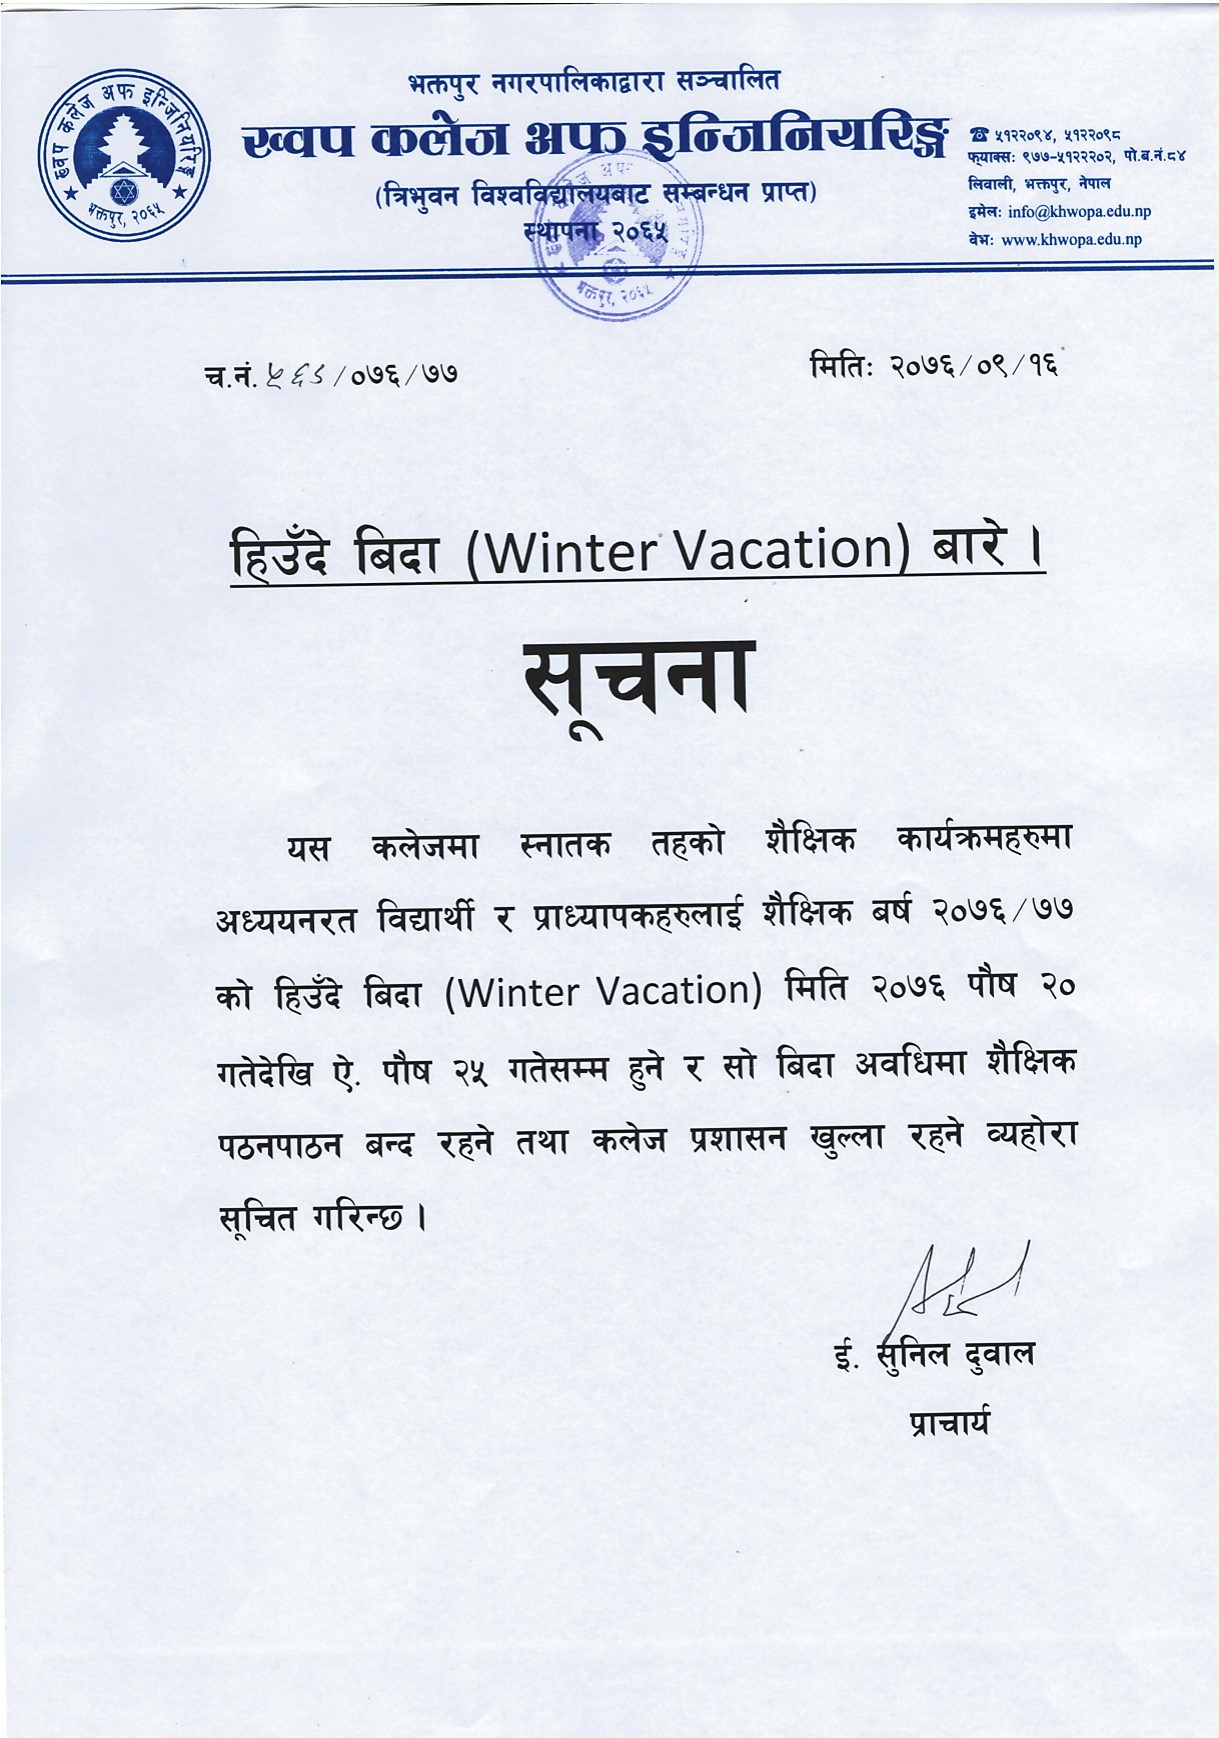 भक्तपुर नगरपालिकाद्वारा सञ्चालित
ख्वप कलेज अफ इन्जिनियरिङ्ग
(त्रिभुवन विश्वविद्यालयबाट सम्बन्धन प्राप्त)
स्थापना २०६५
ख्वप कलेज अफ इन्जिनियरिङ्ग
भक्तपुर, २०६५
☎ ५१२२०९४, ५१२२०९८
फ्याक्सः ९७७-५१२२२०२, पो.ब.नं.८४
लिवाली, भक्तपुर, नेपाल
इमेलः info@khwopa.edu.np
वेभः www.khwopa.edu.np
भक्तपुर, २०६५
च.नं. /०७६/७७
मितिः २०७६/०९/१६
हिउँदे बिदा (Winter Vacation) बारे ।
सूचना
यस कलेजमा स्नातक तहको शैक्षिक कार्यक्रमहरुमा
अध्ययनरत विद्यार्थी र प्राध्यापकहरुलाई शैक्षिक बर्ष २०७६/७७
को हिउँदे बिदा (Winter Vacation) मिति २०७६ पौष २०
गतेदेखि ऐ. पौष २५ गतेसम्म हुने र सो बिदा अवधिमा शैक्षिक
पठनपाठन बन्द रहने तथा कलेज प्रशासन खुल्ला रहने व्यहोरा
सूचित गरिन्छ ।
ई. सुनिल दुवाल
प्राचार्य